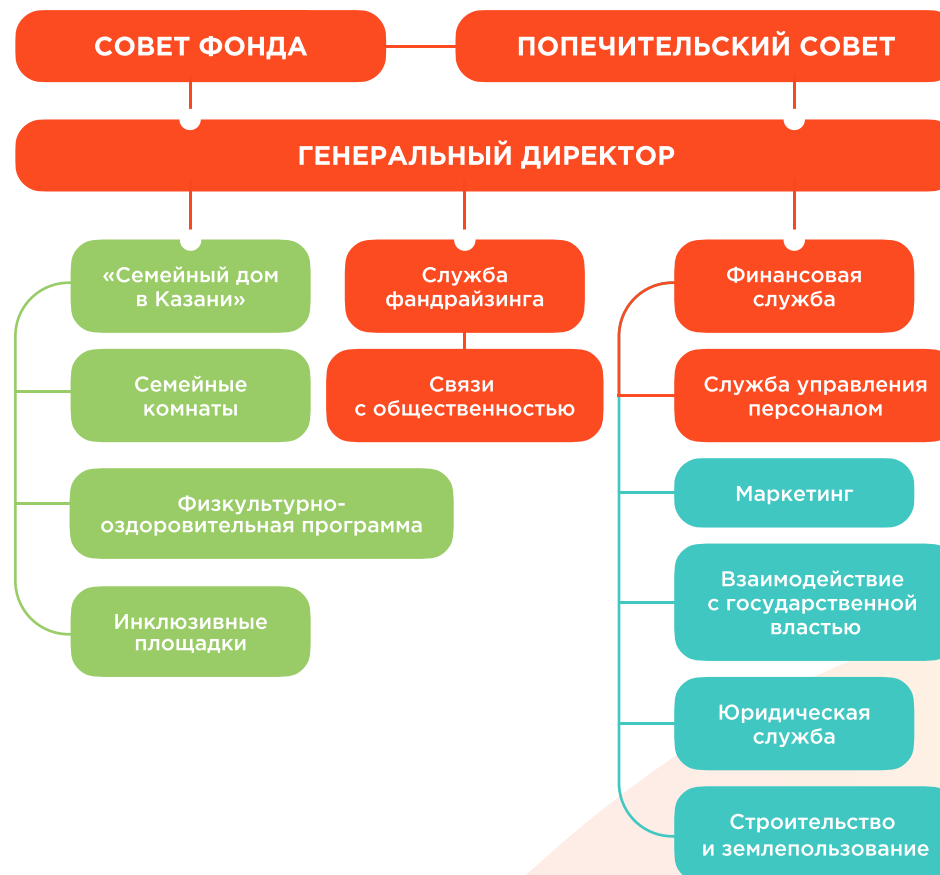 СОВЕТ ФОНДА
ПОПЕЧИТЕЛЬСКИЙ СОВЕТ
ГЕНЕРАЛЬНЫЙ ДИРЕКТОР
«Семейный дом
в Казани»
Семейные
комнаты
Физкультурно-
оздоровительная программа
Инклюзивные
площадки
Служба
фандрайзинга
Связи
с общественностью
Финансовая
служба
Служба управления
персоналом
Маркетинг
Взаимодействие
с государственной
властью
Юридическая
служба
Строительство
и землепользование